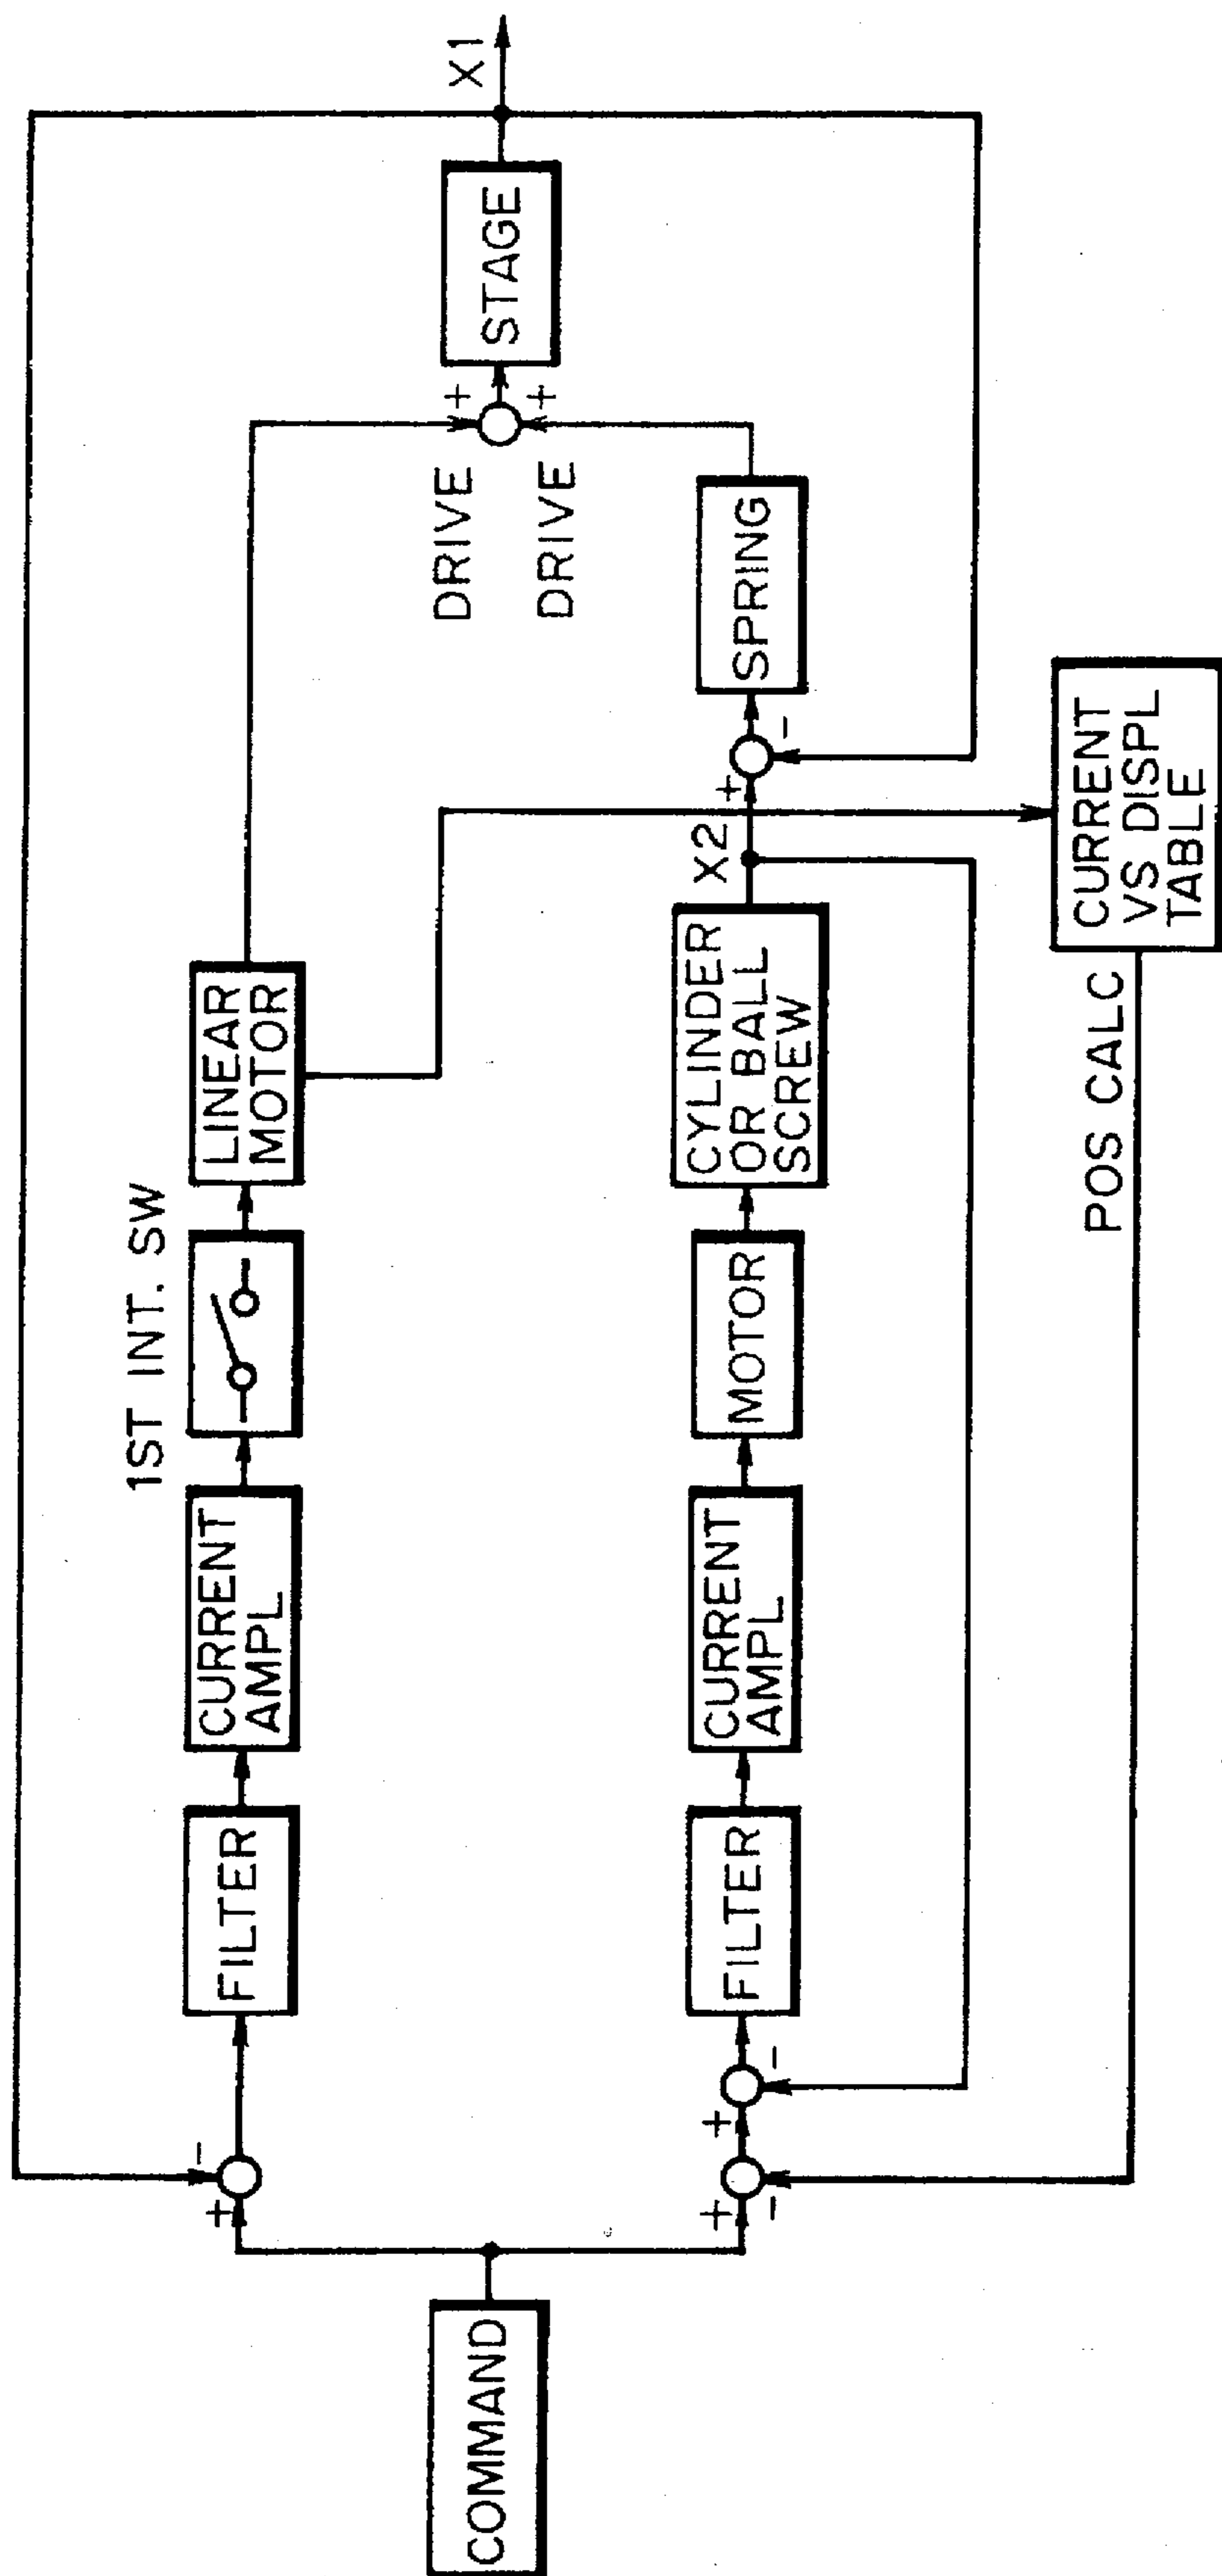 COMMAND
+
-
FILTER
CURRENT
AMPL
1ST INT. SW
LINEAR
MOTOR
DRIVE
+
STAGE
X1
DRIVE
+
+
-
+
-
FILTER
CURRENT
AMPL
MOTOR
CYLINDER
OR BALL
SCREW
X2
+
-
SPRING
POS CALC
CURRENT
VS DISPL
TABLE